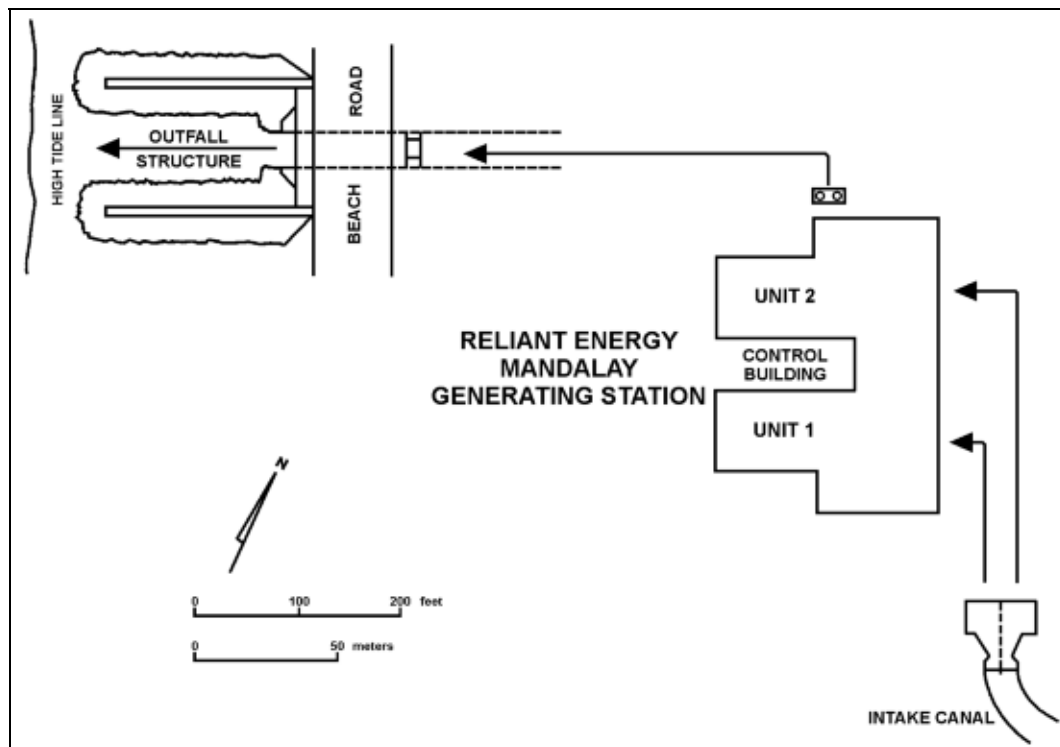 HIGH TIDE LINE
OUTFALL
STRUCTURE
ROAD
BEACH
UNIT 2
CONTROL
BUILDING
UNIT 1
RELIANT ENERGY
MANDALAY
GENERATING STATION
N
0 100 200 feet
0 50 meters
INTAKE CANAL